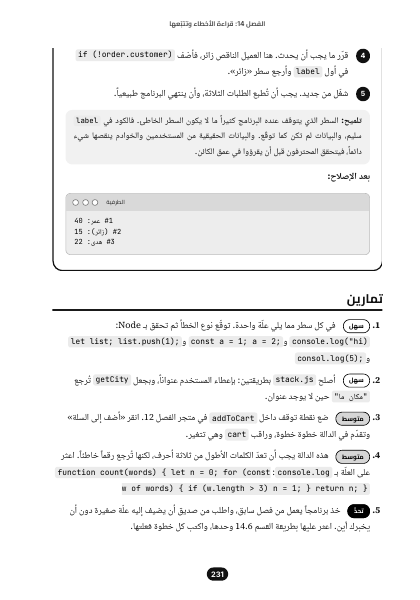 الفصل 14: قراءة الأخطاء وتتبّعها
4 قرّر ما يجب أن يحدث. هنا العميل الناقص زائر، فأضف if (!order.customer)
في أول label وأرجع سطر «زائر».
5 شغّل من جديد. يجب أن تُطبع الطلبات الثلاثة، وأن ينتهي البرنامج طبيعياً.
تلميح: السطر الذي يتوقف عنده البرنامج كثيراً ما لا يكون السطر الخاطئ. فالكود في label
سليم، والبيانات لم تكن كما توقّع. والبيانات الحقيقية من المستخدمين والخوادم ينقصها شيء
دائماً، فيتحقق المحترفون قبل أن يقرؤوا في عمق الكائن.
بعد الإصلاح:
الطرفية
#1 عمر: 40
#2 (زائر): 15
#3 هدى: 22
تمارين
1. سهل في كل سطر مما يلي علّة واحدة. توقّع نوع الخطأ ثم تحقق بـ Node:
console.log("hi) و const a = 1; a = 2; و let list; list.push(1);
و consol.log(5);
2. سهل أصلح stack.js بطريقتين: بإعطاء المستخدم عنواناً، وبجعل getCity تُرجع
"مكان ما" حين لا يوجد عنوان.
3. متوسط ضع نقطة توقف داخل addToCart في متجر الفصل 12. انقر «أضف إلى السلة»
وتقدّم في الدالة خطوة خطوة، وراقب cart وهي تتغير.
4. متوسط هذه الدالة يجب أن تعدّ الكلمات الأطول من ثلاثة أحرف، لكنها تُرجع رقماً خاطئاً. اعثر
على العلّة بـ console.log: function count(words) { let n = 0; for (const
w of words) { if (w.length > 3) n = 1; } return n; }
5. تحدٍّ خذ برنامجاً يعمل من فصل سابق، واطلب من صديق أن يضيف إليه علّة صغيرة دون أن
يخبرك أين. اعثر عليها بطريقة القسم 14.6 وحدها، واكتب كل خطوة فعلتها.
231